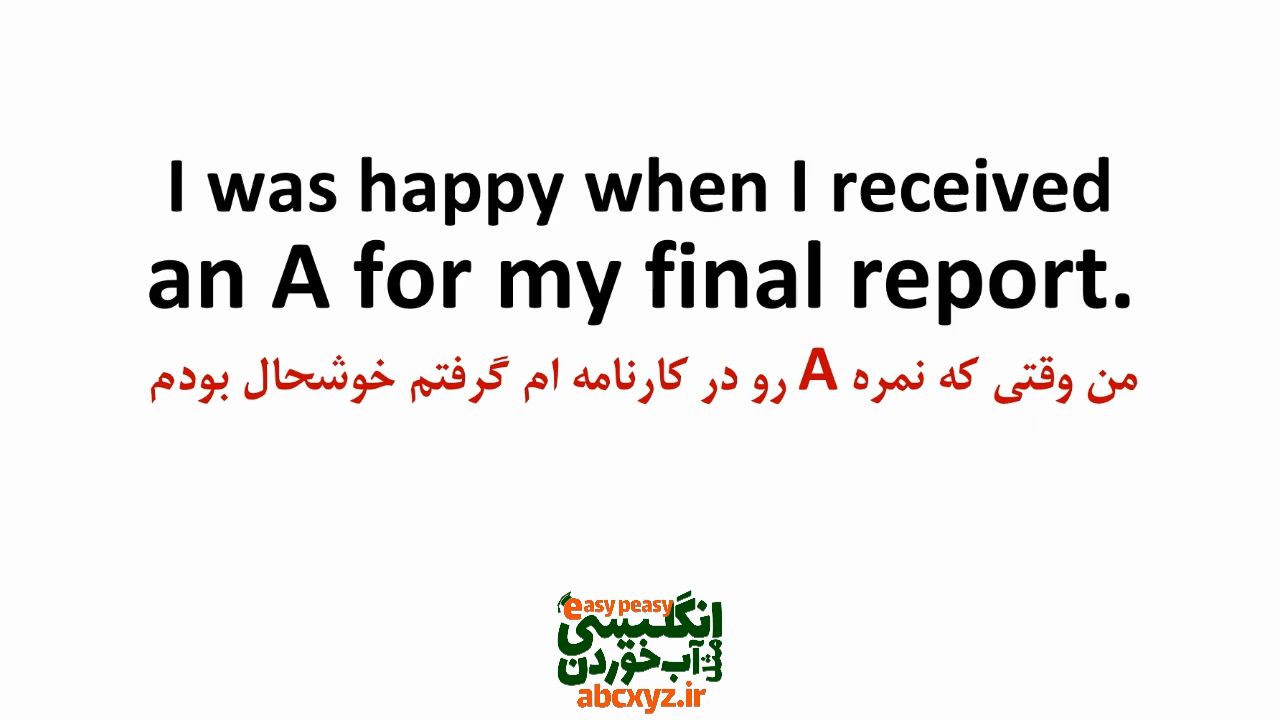 I was happy when I received
an A for my final report.
من وقتی که نمره A رو در کارنامه ام گرفتم خوشحال بودم
easy peasy
انگلیسی
مثل آب خوردن
abcxyz.ir